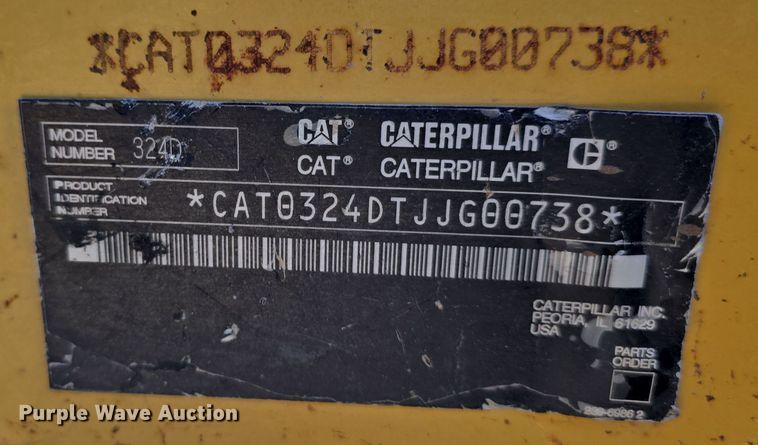 *CAT0324DTJJG00738*
MODEL NUMBER 324D
CAT® CATERPILLAR®
CAT® CATERPILLAR®
PRODUCT IDENTIFICATION NUMBER
*CAT0324DTJJG00738*
CATERPILLAR INC.
PEORIA, IL 61629
USA
PARTS
ORDER
Purple Wave Auction